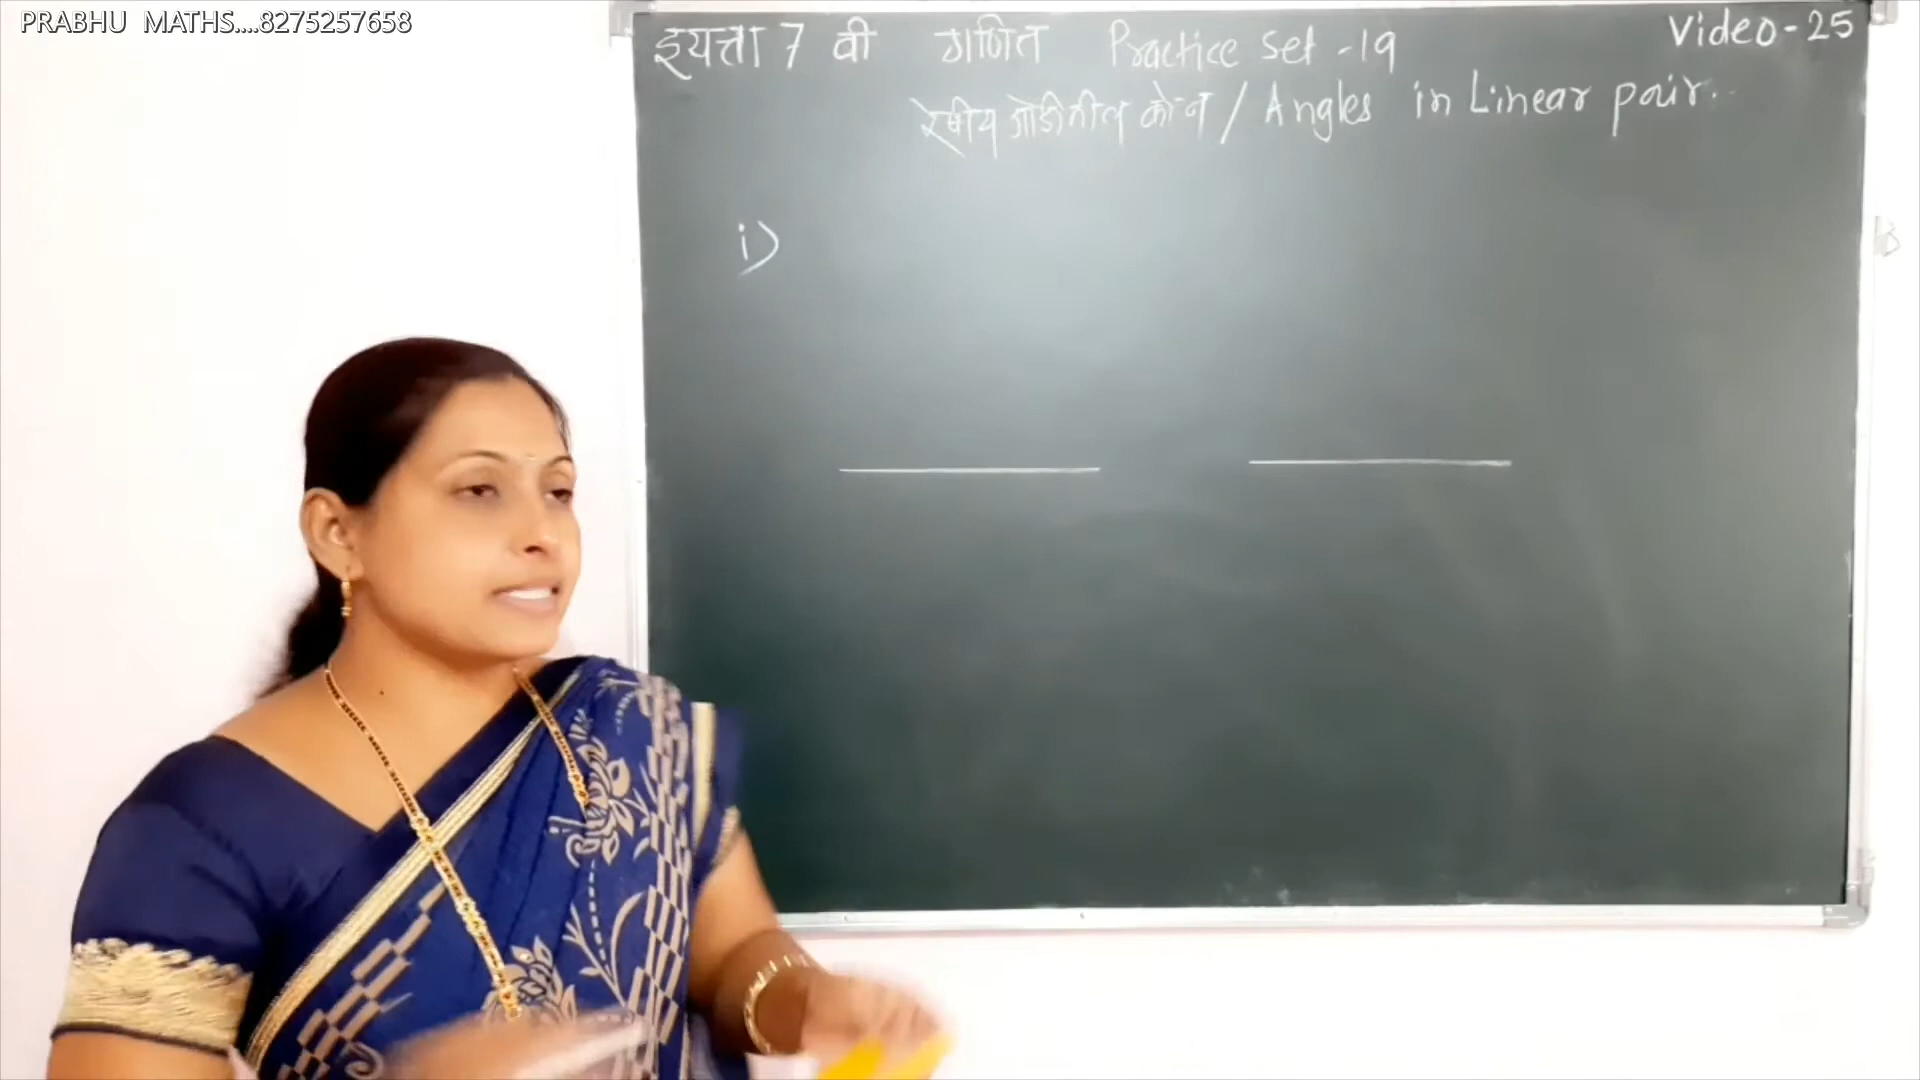 PRABHU MATHS....8275257658
इयत्ता 7 वी गणित Practice set -19
Video-25
रेषीय जोडीतील कोन / Angles in Linear pair.
i)